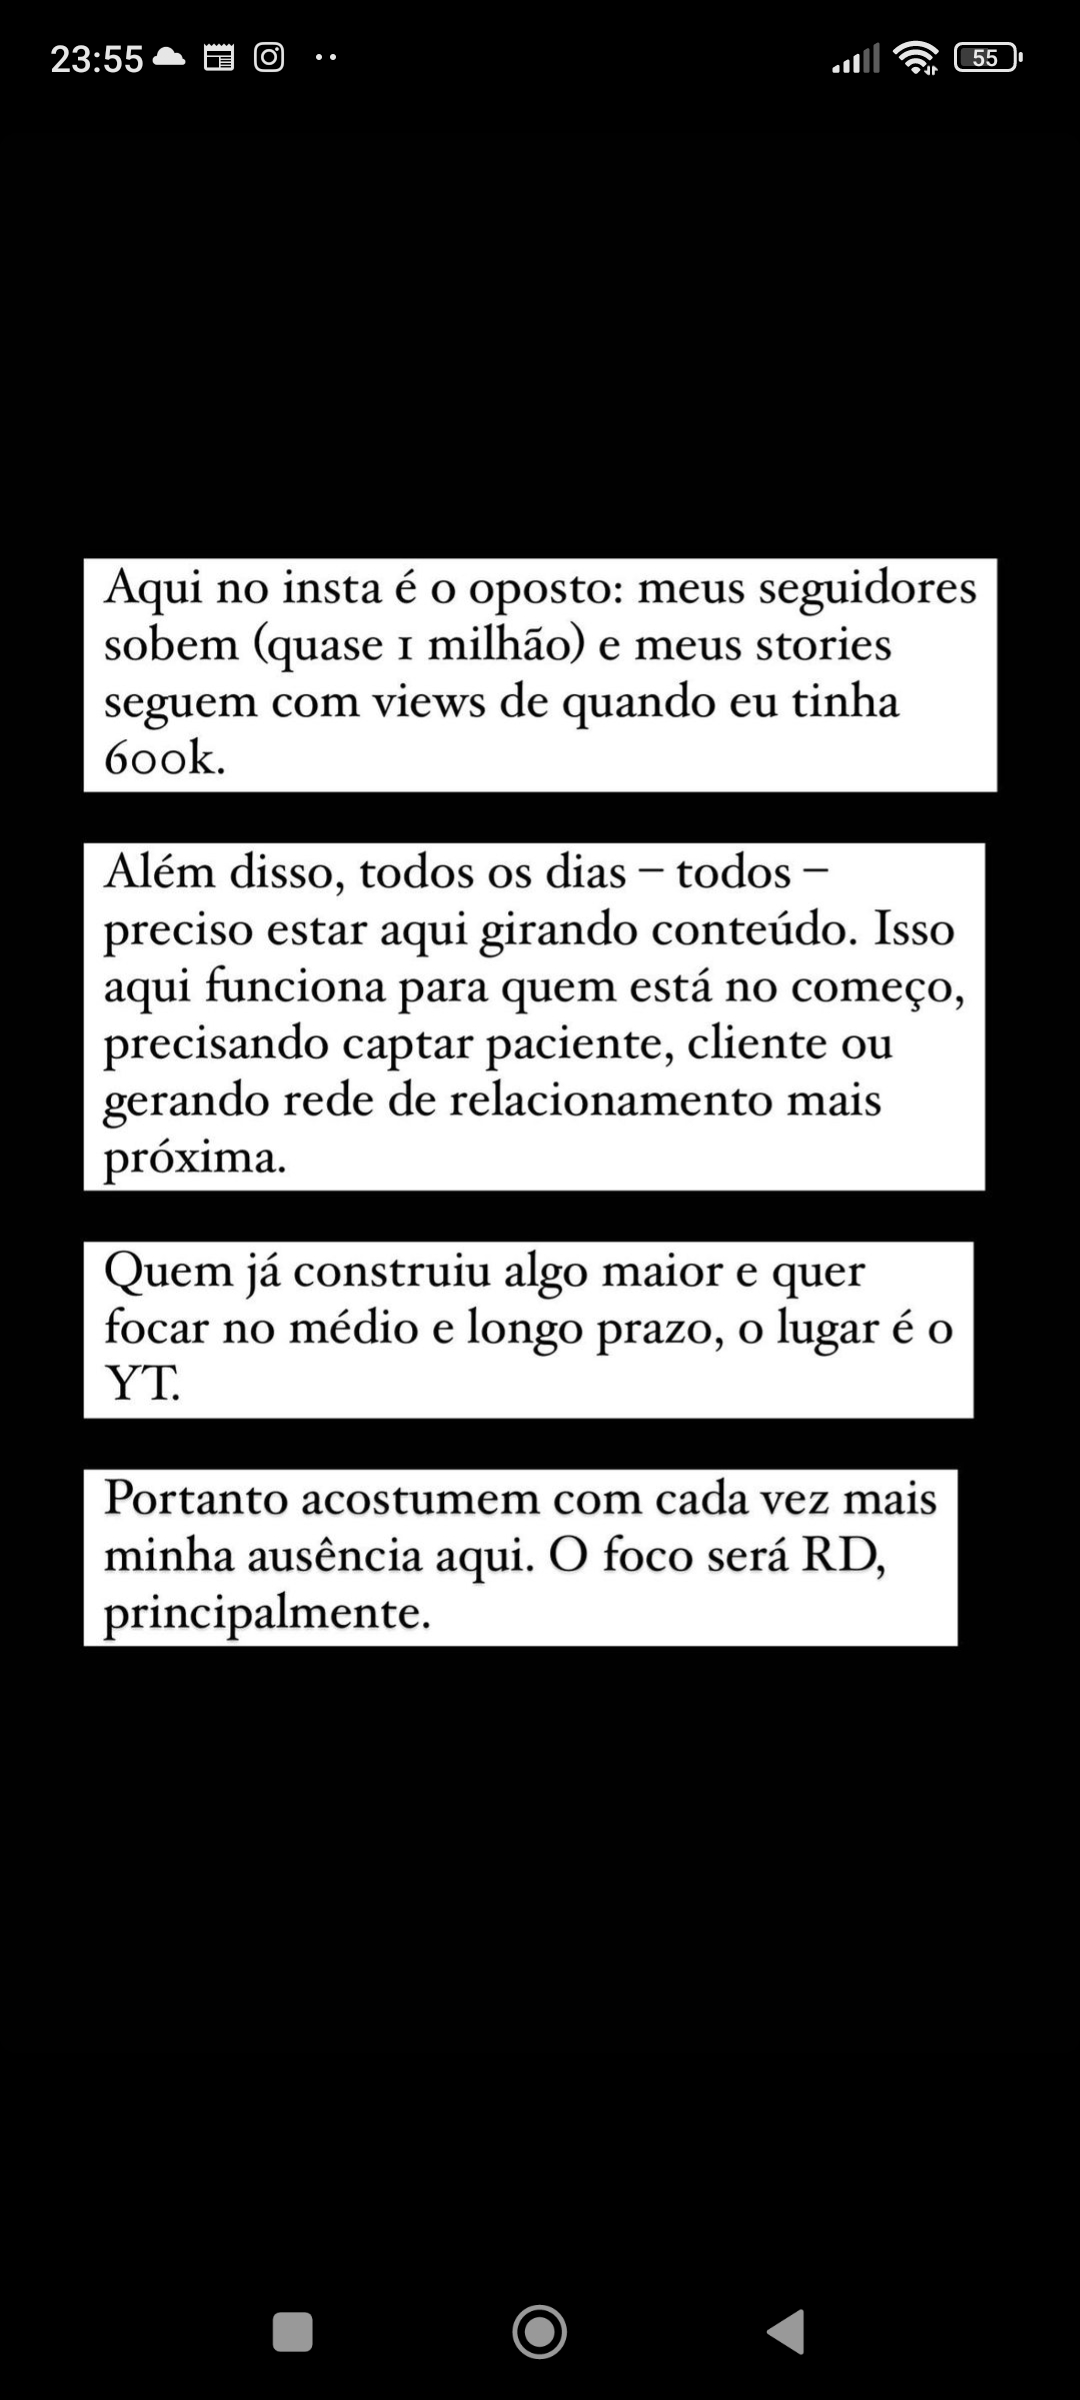 23:55
55
Aqui no insta é o oposto: meus seguidores
sobem (quase 1 milhão) e meus stories
seguem com views de quando eu tinha
600k.
Além disso, todos os dias – todos –
preciso estar aqui girando conteúdo. Isso
aqui funciona para quem está no começo,
precisando captar paciente, cliente ou
gerando rede de relacionamento mais
próxima.
Quem já construiu algo maior e quer
focar no médio e longo prazo, o lugar é o
YT.
Portanto acostumem com cada vez mais
minha ausência aqui. O foco será RD,
principalmente.